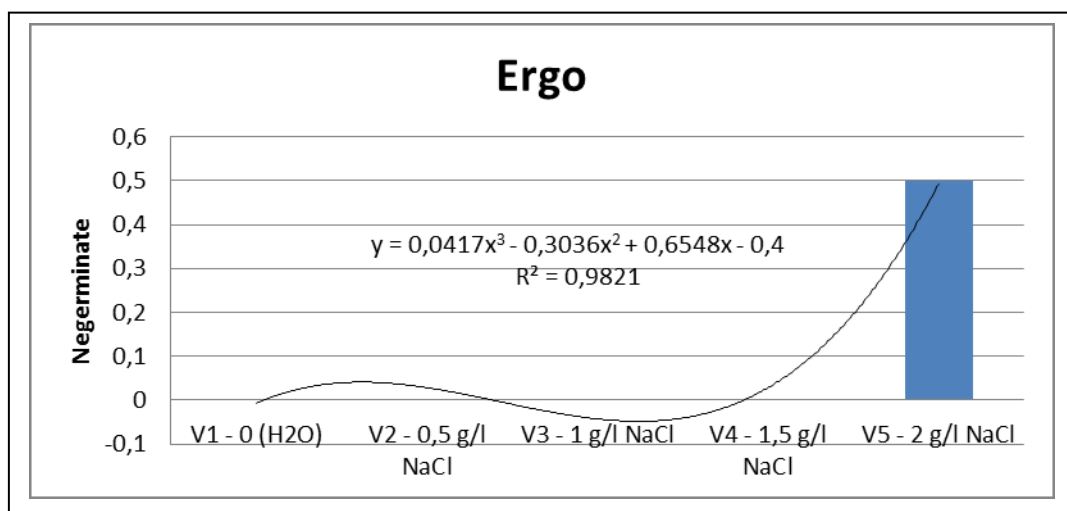 Ergo
0,6
0,5
0,4
0,3
0,2
0,1
0
-0,1
Negerminate
y = 0,0417x³ - 0,3036x² + 0,6548x - 0,4
R² = 0,9821
V1 - 0 (H2O)
V2 - 0,5 g/l
NaCl
V3 - 1 g/l NaCl
V4 - 1,5 g/l
NaCl
V5 - 2 g/l NaCl